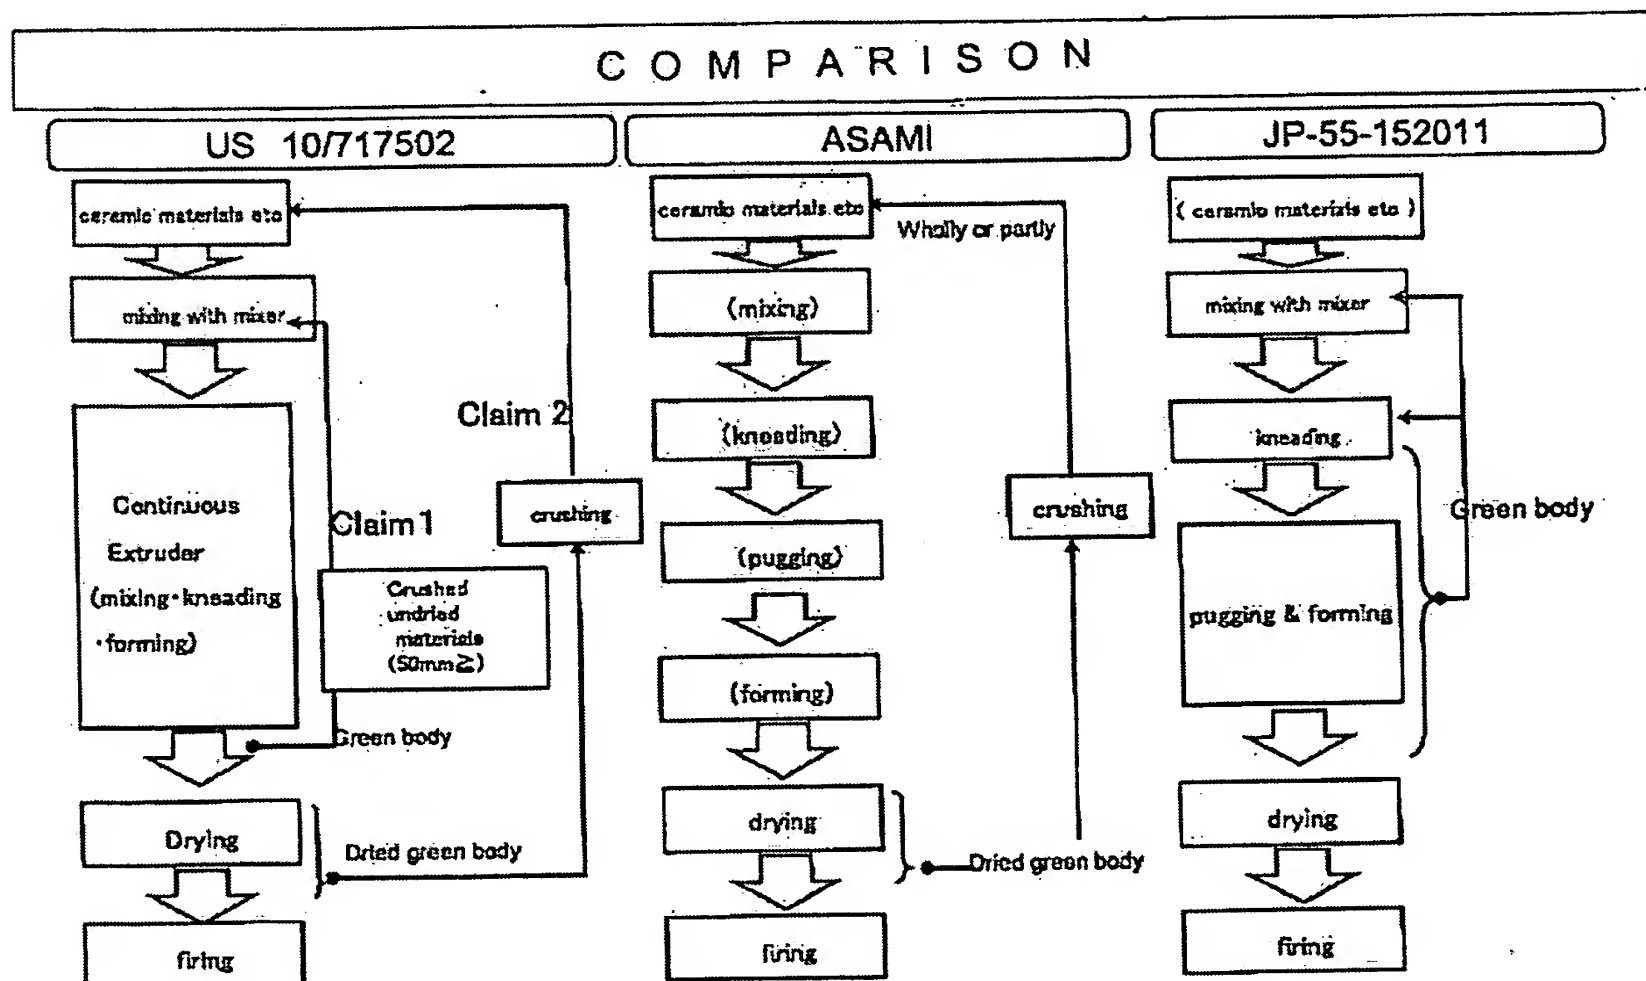 COMPARISON
US 10/717502
ceramic materials etc
mixing with mixer
Continuous
Extruder
(mixing・kneading
・forming)
Claim 1
Claim 2
crushing
Crushed
undried
materials
(50mm≧)
Green body
Drying
Dried green body
firing
ASAMI
ceramic materials etc
Wholly or partly
(mixing)
(kneading)
(pugging)
crushing
(forming)
drying
Dried green body
firing
JP-55-152011
( ceramic materials etc )
mixing with mixer
kneading
Green body
pugging & forming
drying
firing